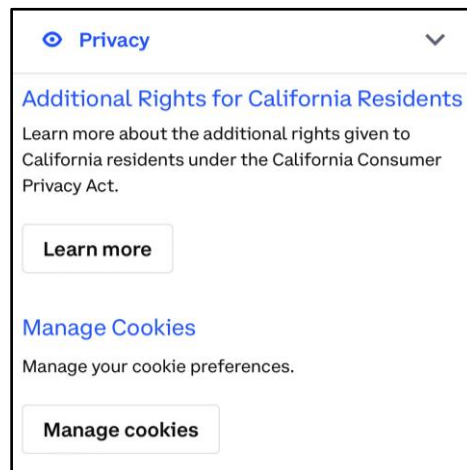 Privacy
Additional Rights for California Residents
Learn more about the additional rights given to
California residents under the California Consumer
Privacy Act.
Learn more
Manage Cookies
Manage your cookie preferences.
Manage cookies